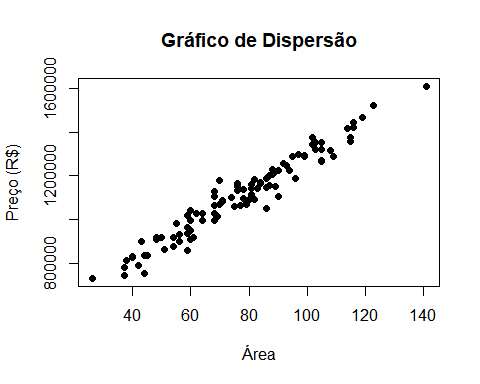 Gráfico de Dispersão
Preço (R$)
1600000
1200000
800000
40 60 80 100 120 140
Área